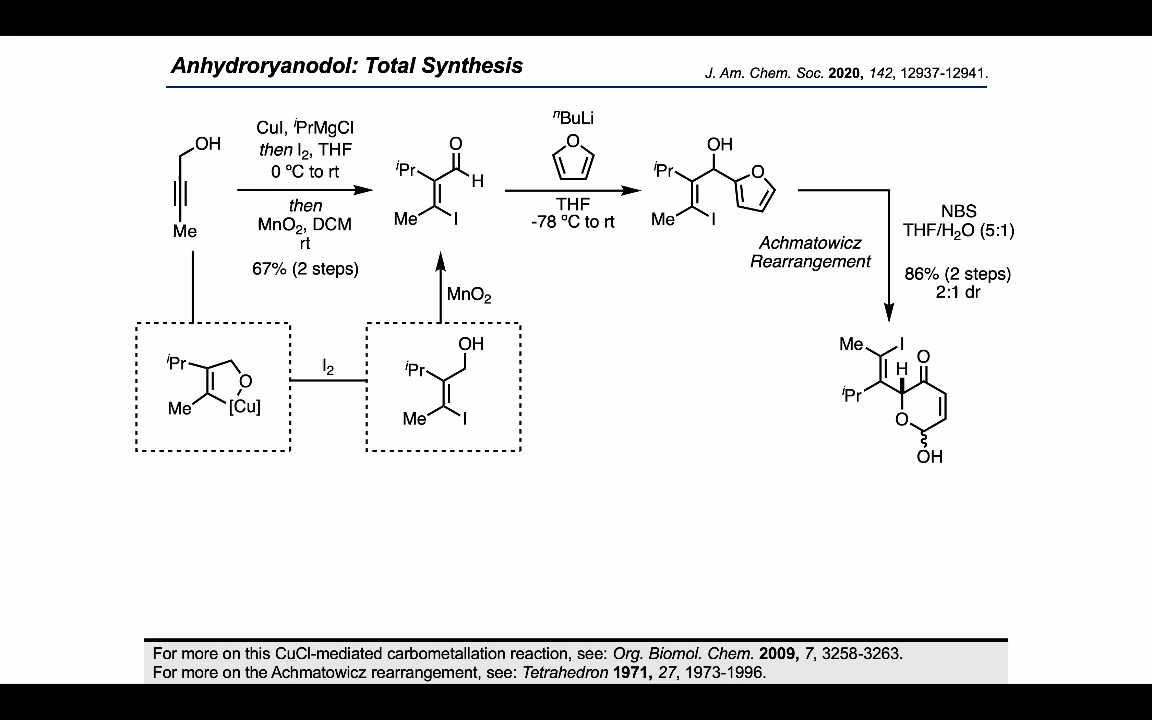 Anhydroryanodol: Total Synthesis
J. Am. Chem. Soc. 2020, 142, 12937-12941.
OH
Me
CuI, ⁱPrMgCl
then I₂, THF
0 ºC to rt
then
MnO₂, DCM
rt
67% (2 steps)
O
ⁱPr
H
Me
I
ⁿBuLi
O
THF
-78 ºC to rt
OH
ⁱPr
O
Me
I
Achmatowicz
Rearrangement
NBS
THF/H₂O (5:1)
86% (2 steps)
2:1 dr
MnO₂
ⁱPr
O
Me
[Cu]
I₂
OH
ⁱPr
Me
I
Me
I
O
H
ⁱPr
O
OH
For more on this CuCl-mediated carbometallation reaction, see: Org. Biomol. Chem. 2009, 7, 3258-3263.
For more on the Achmatowicz rearrangement, see: Tetrahedron 1971, 27, 1973-1996.